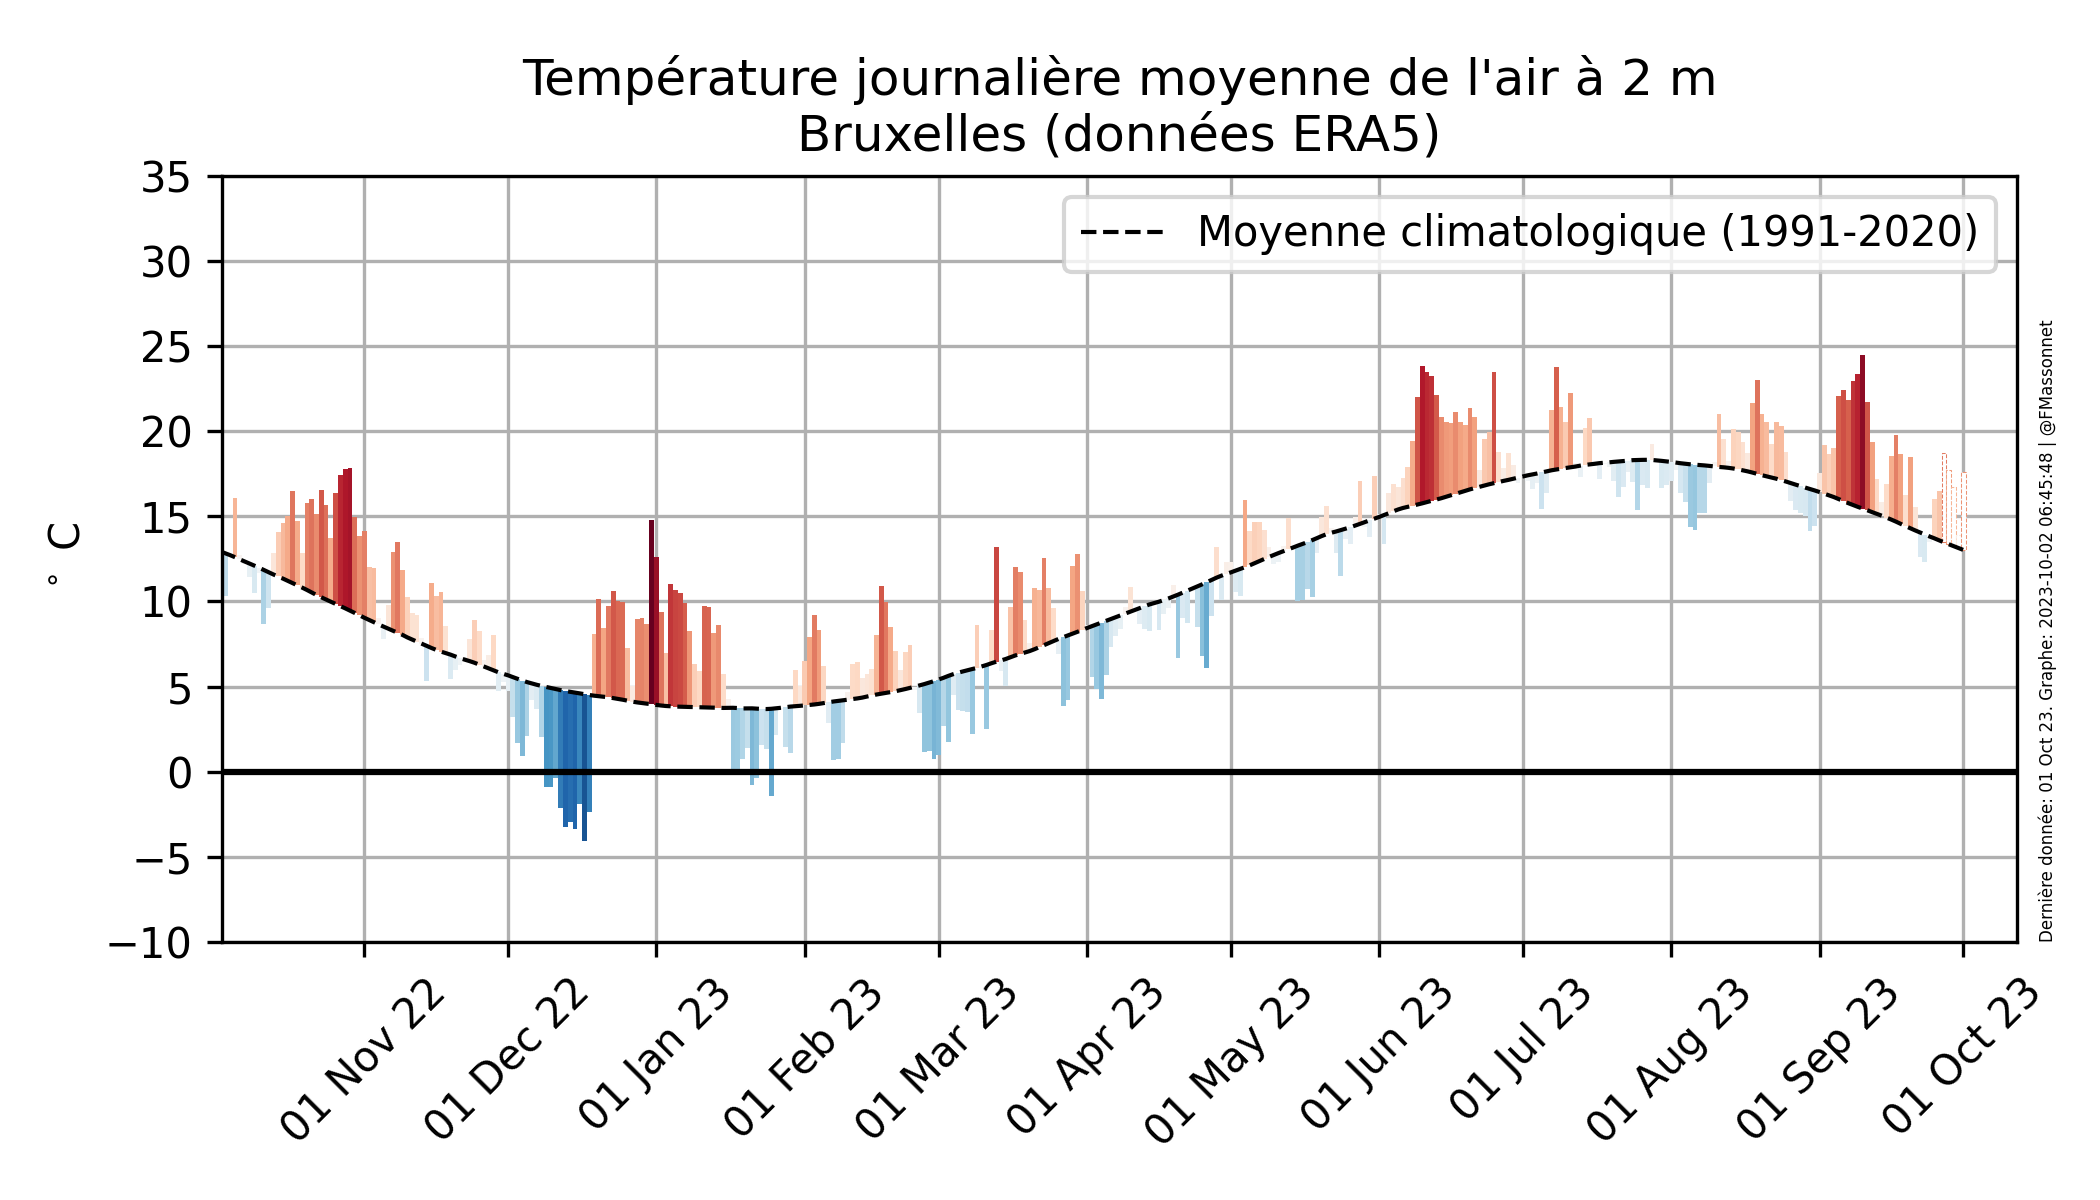 Température journalière moyenne de l'air à 2 m
Bruxelles (données ERA5)
35
30
25
20
15
10
5
0
−5
−10
° C
Moyenne climatologique (1991-2020)
01 Nov 22
01 Dec 22
01 Jan 23
01 Feb 23
01 Mar 23
01 Apr 23
01 May 23
01 Jun 23
01 Jul 23
01 Aug 23
01 Sep 23
01 Oct 23
Dernière donnée: 01 Oct 23. Graphe: 2023-10-02 06:45:48 | @FMassonnet